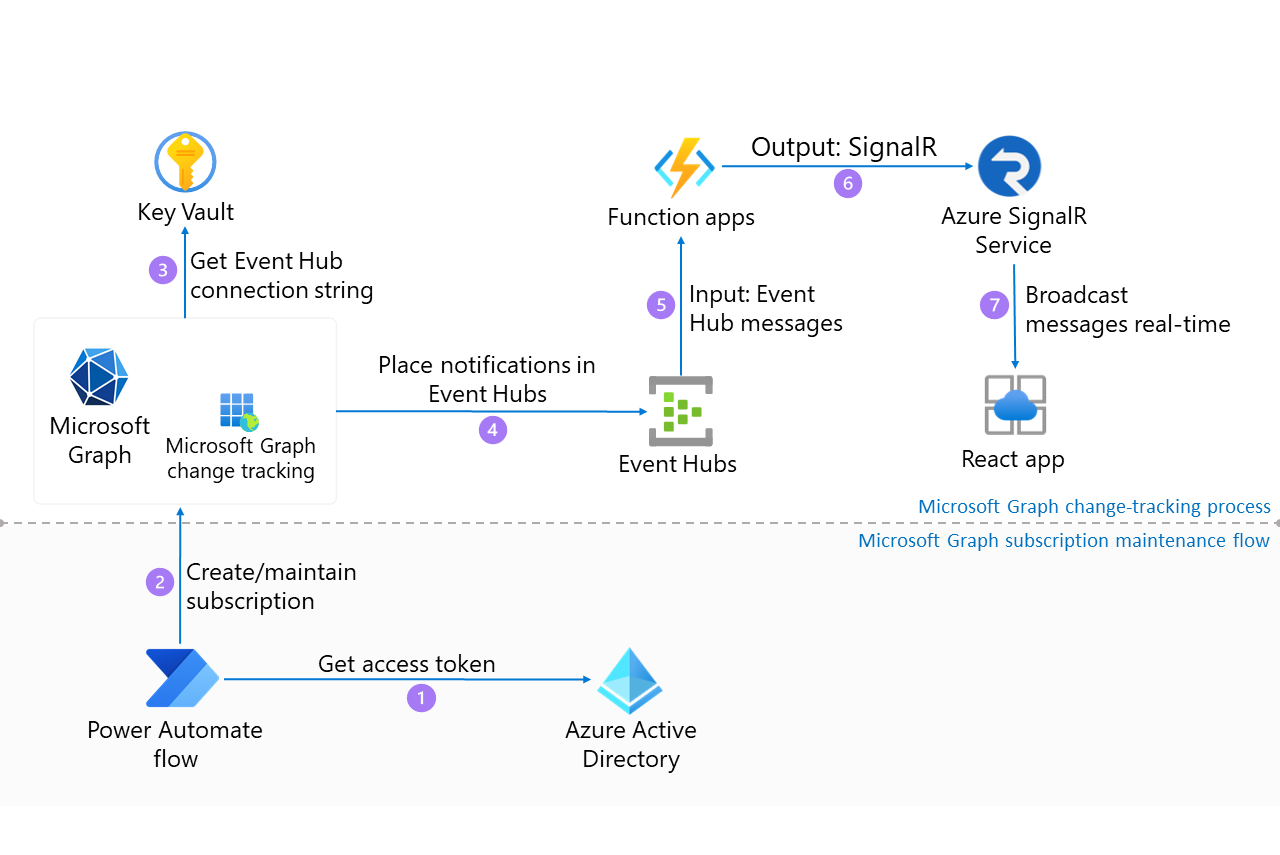 Key Vault
3
Get Event Hub
connection string
Microsoft
Graph
Microsoft Graph
change tracking
Place notifications in
Event Hubs
4
Event Hubs
5
Input: Event
Hub messages
Function apps
Output: SignalR
6
Azure SignalR
Service
7
Broadcast
messages real-time
React app
Microsoft Graph change-tracking process
Microsoft Graph subscription maintenance flow
2
Create/maintain
subscription
Power Automate
flow
Get access token
1
Azure Active
Directory